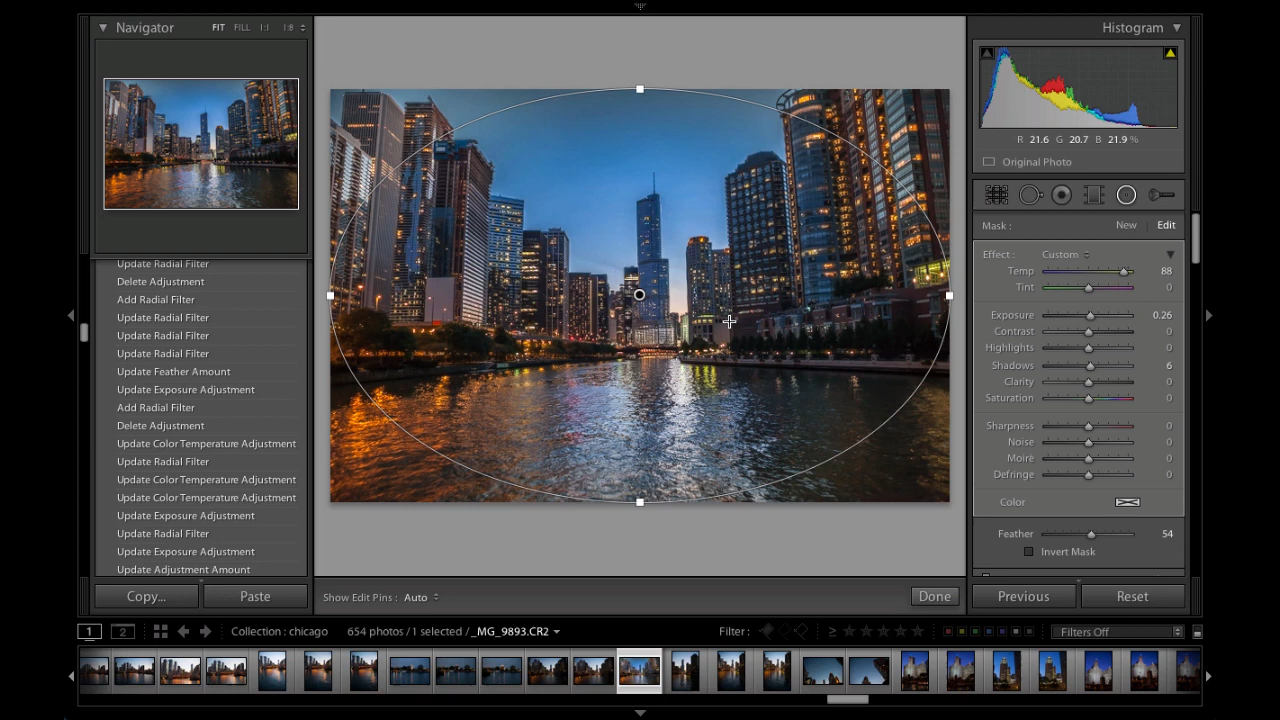 Navigator
FIT FILL 1:1 1:8
Update Radial Filter
Delete Adjustment
Add Radial Filter
Update Radial Filter
Update Radial Filter
Update Radial Filter
Update Feather Amount
Update Exposure Adjustment
Add Radial Filter
Delete Adjustment
Update Color Temperature Adjustment
Update Radial Filter
Update Color Temperature Adjustment
Update Color Temperature Adjustment
Update Exposure Adjustment
Update Radial Filter
Update Exposure Adjustment
Update Adjustment Amount
Copy...
Paste
Show Edit Pins : Auto
Done
Histogram
R 21.6 G 20.7 B 21.9 %
Original Photo
Mask : New Edit
Effect : Custom
Temp 88
Tint 0
Exposure 0.26
Contrast 0
Highlights 0
Shadows 6
Clarity 0
Saturation 0
Sharpness 0
Noise 0
Moiré 0
Defringe 0
Color
Feather 54
Invert Mask
Previous
Reset
1 2 Collection : chicago 654 photos / 1 selected / _MG_9893.CR2 Filter : ≥ Filters Off